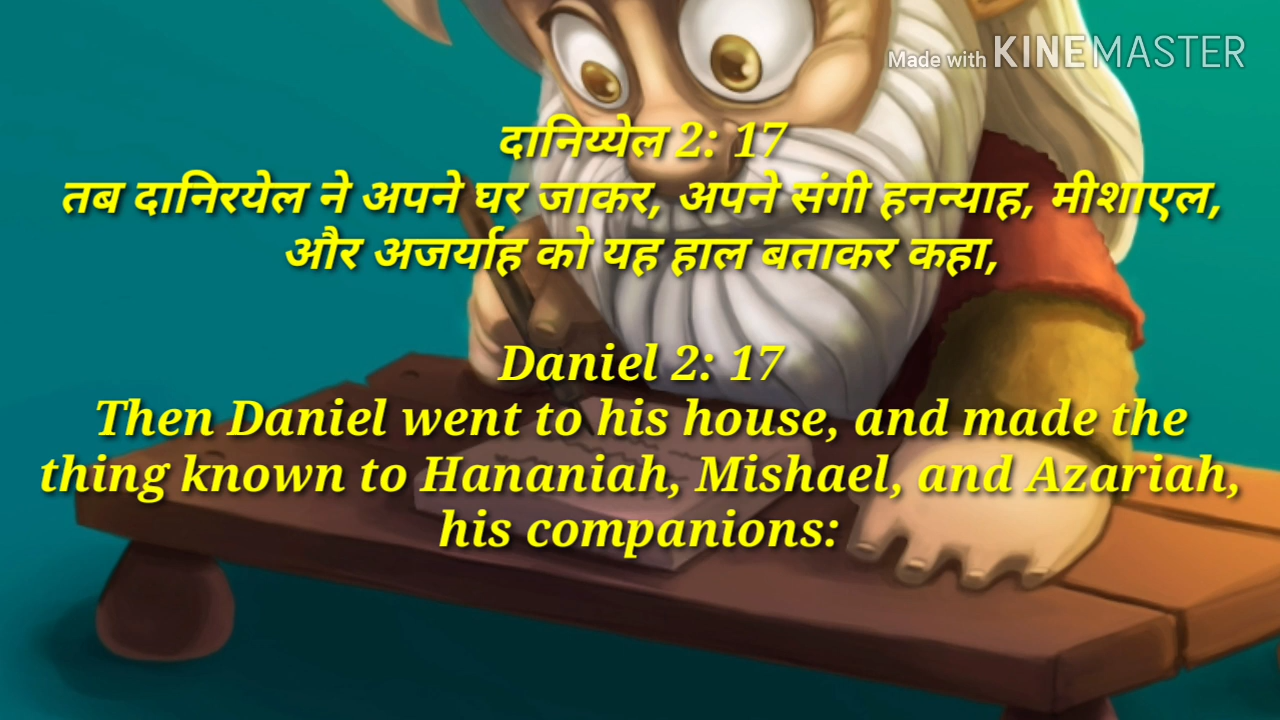 Made with KINEMASTER
दानिय्येल 2: 17
तब दानिरयेल ने अपने घर जाकर, अपने संगी हनन्याह, मीशाएल,
और अजर्याह को यह हाल बताकर कहा,
Daniel 2: 17
Then Daniel went to his house, and made the
thing known to Hananiah, Mishael, and Azariah,
his companions: